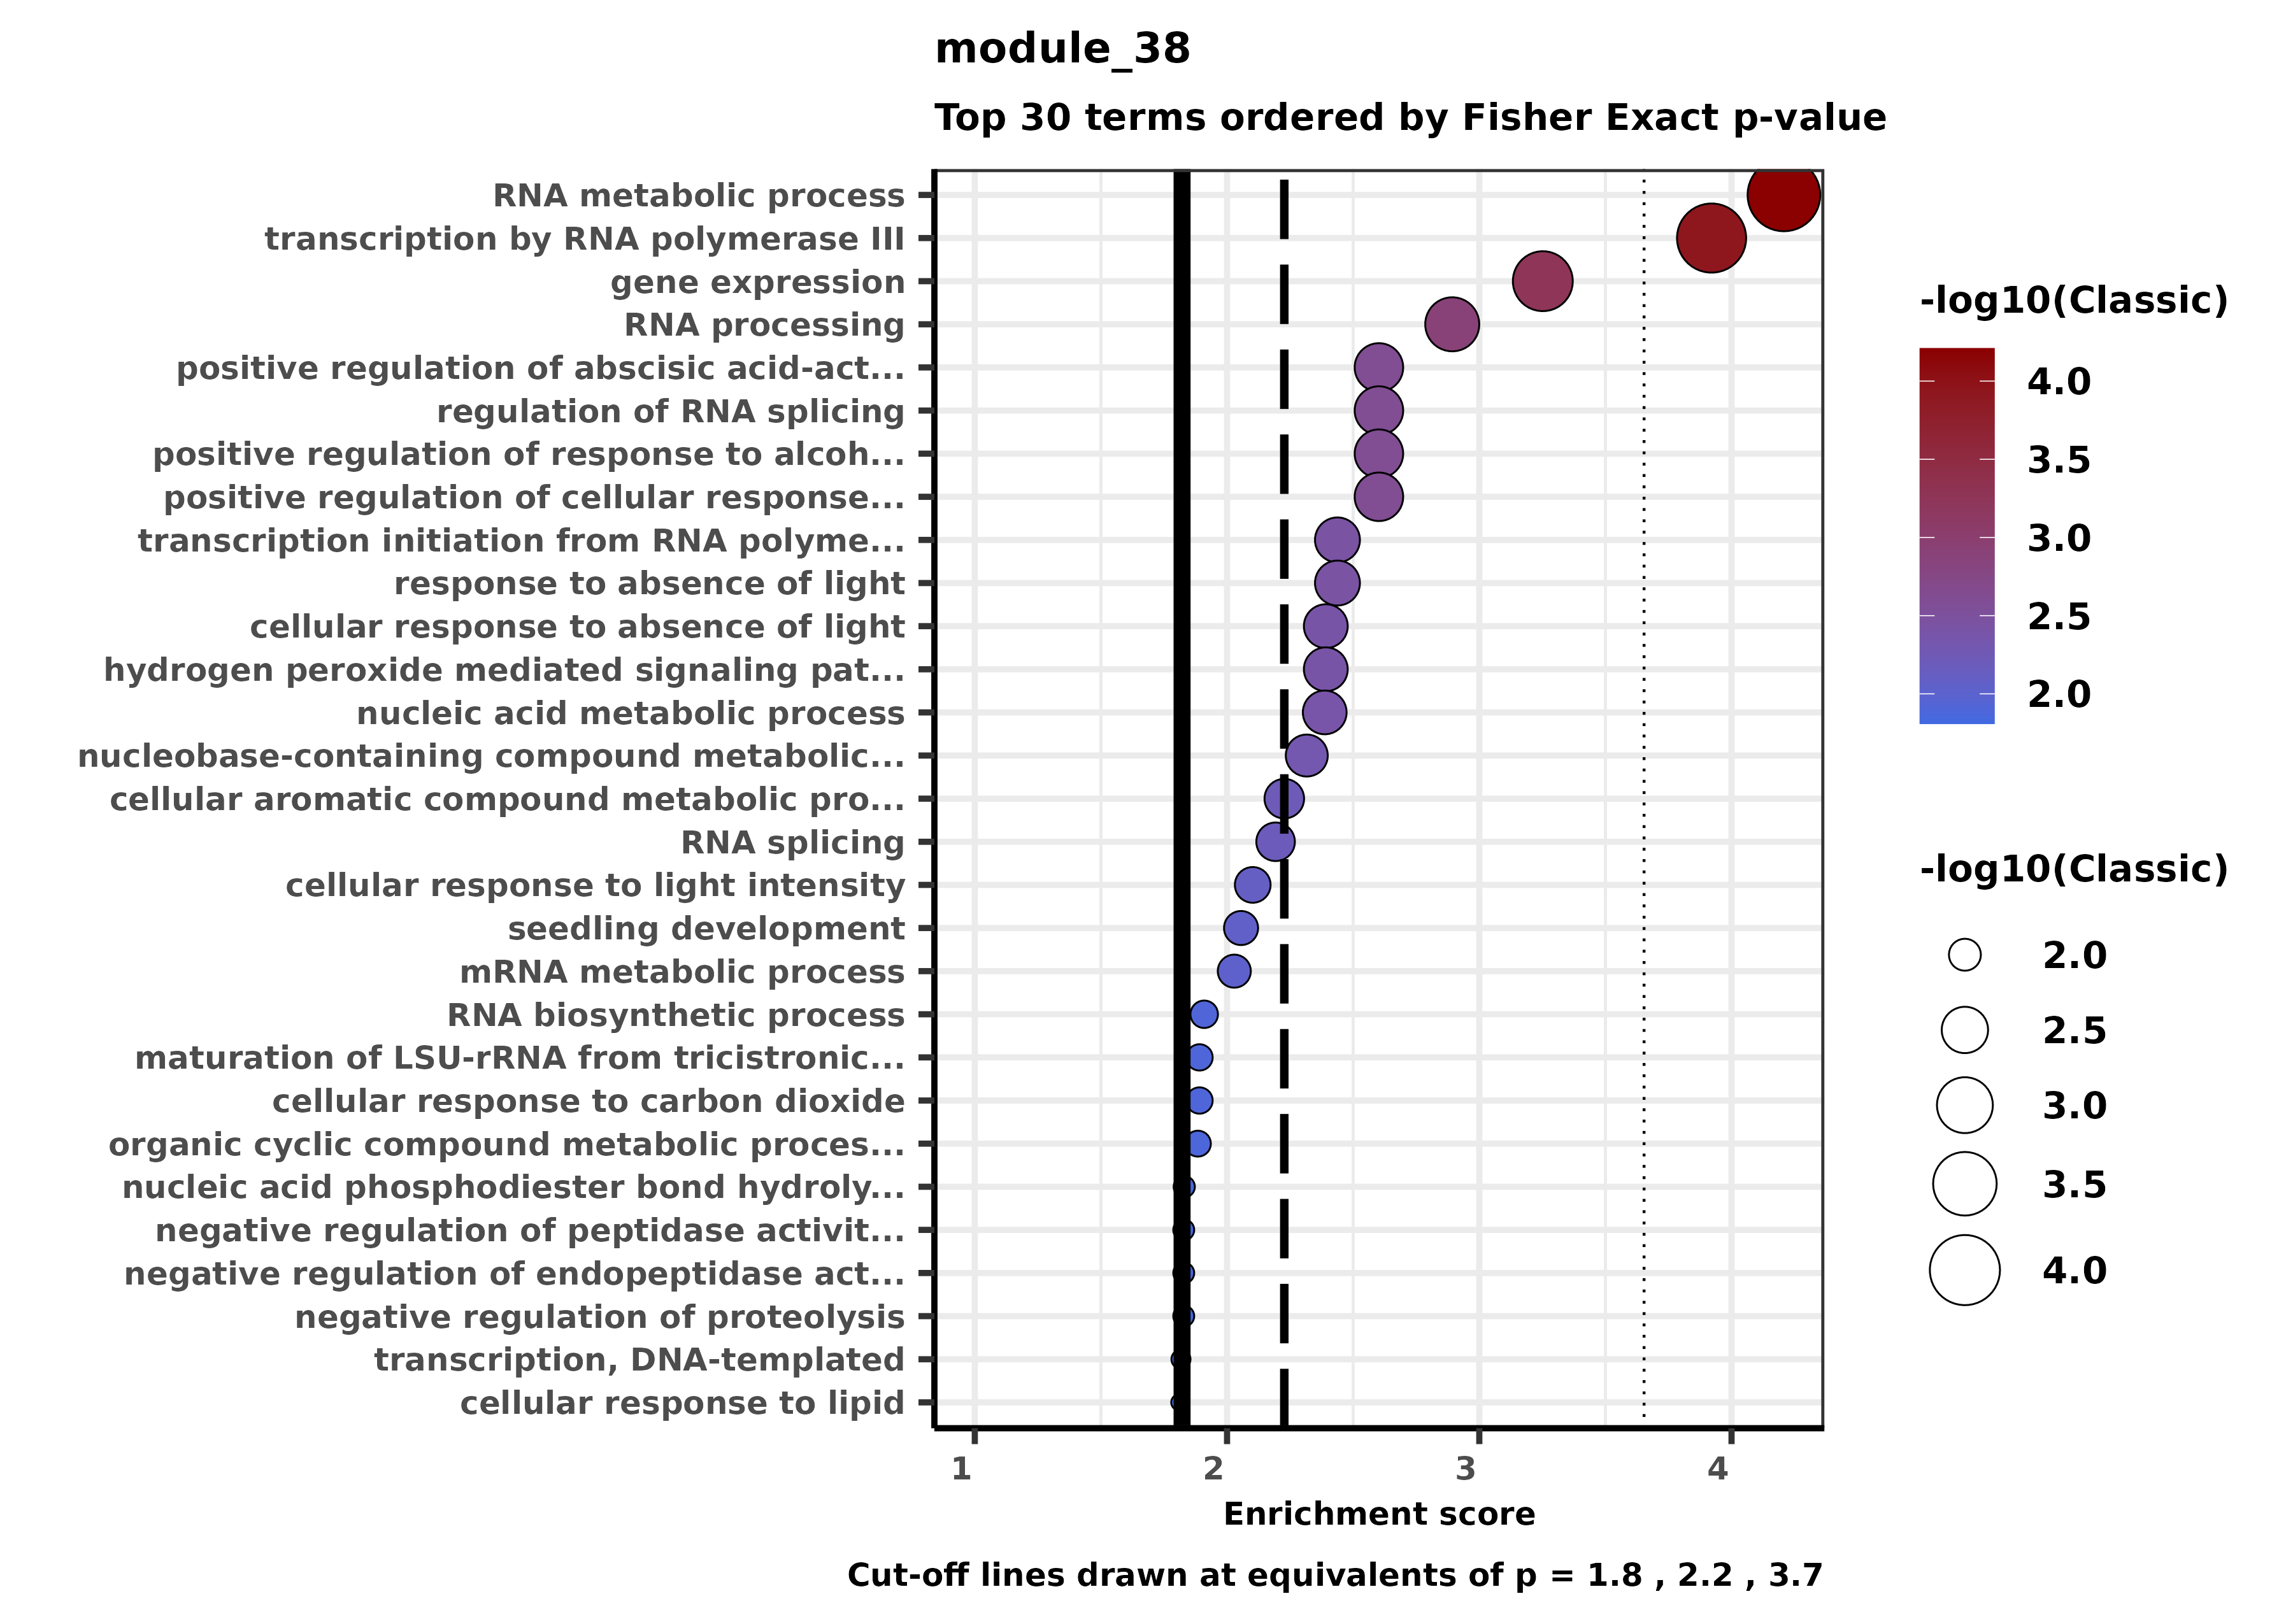 module_38
Top 30 terms ordered by Fisher Exact p-value
RNA metabolic process
transcription by RNA polymerase III
gene expression
RNA processing
positive regulation of abscisic acid-act...
regulation of RNA splicing
positive regulation of response to alcoh...
positive regulation of cellular response...
transcription initiation from RNA polyme...
response to absence of light
cellular response to absence of light
hydrogen peroxide mediated signaling pat...
nucleic acid metabolic process
nucleobase-containing compound metabolic...
cellular aromatic compound metabolic pro...
RNA splicing
cellular response to light intensity
seedling development
mRNA metabolic process
RNA biosynthetic process
maturation of LSU-rRNA from tricistronic...
cellular response to carbon dioxide
organic cyclic compound metabolic proces...
nucleic acid phosphodiester bond hydroly...
negative regulation of peptidase activit...
negative regulation of endopeptidase act...
negative regulation of proteolysis
transcription, DNA-templated
cellular response to lipid
1 2 3 4
Enrichment score
Cut-off lines drawn at equivalents of p = 1.8 , 2.2 , 3.7
-log10(Classic)
4.0
3.5
3.0
2.5
2.0
-log10(Classic)
2.0
2.5
3.0
3.5
4.0